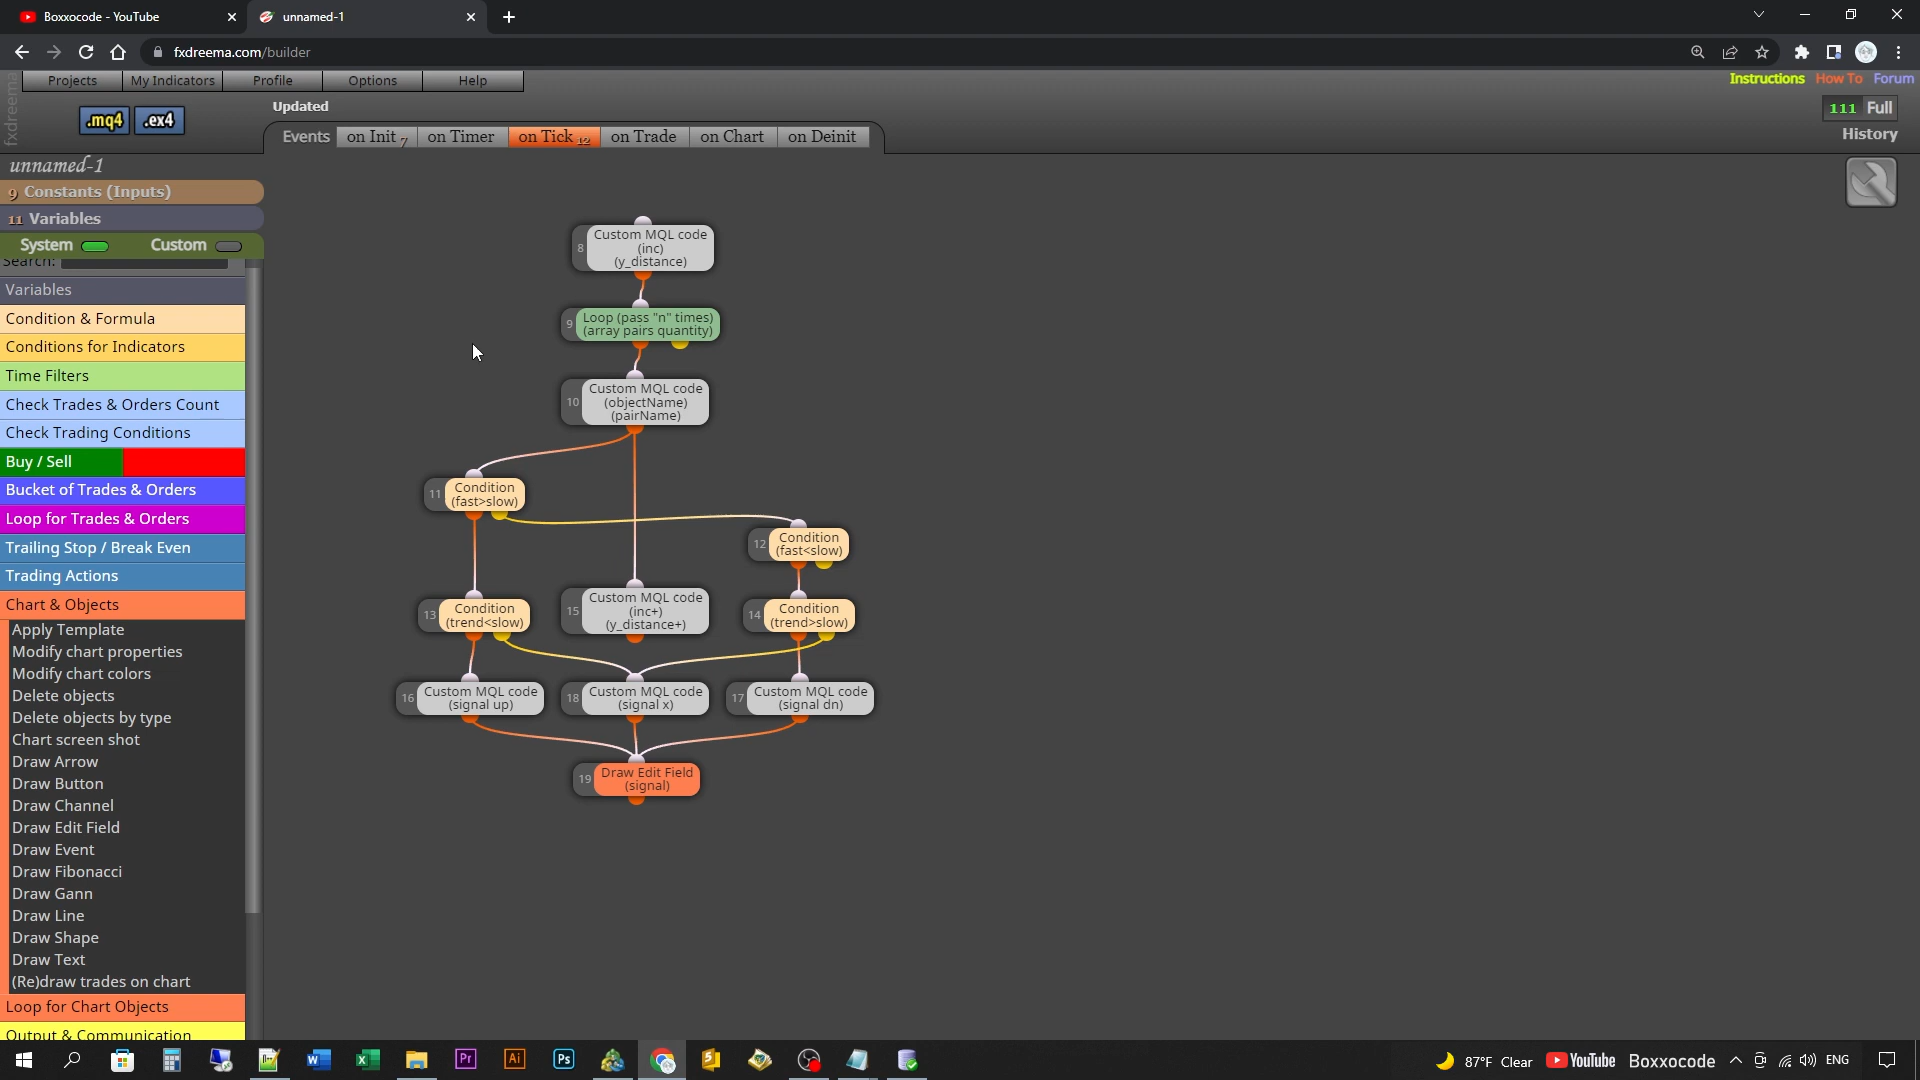 Boxxocode - YouTube
unnamed-1
fxdreema.com/builder
Projects
My Indicators
Profile
Options
Help
Instructions
How To
Forum
fxdreema
.mq4
.ex4
Updated
111 Full
History
Events
on Init 7
on Timer
on Tick 12
on Trade
on Chart
on Deinit
unnamed-1
9 Constants (Inputs)
11 Variables
System
Custom
Search:
Variables
Condition & Formula
Conditions for Indicators
Time Filters
Check Trades & Orders Count
Check Trading Conditions
Buy / Sell
Bucket of Trades & Orders
Loop for Trades & Orders
Trailing Stop / Break Even
Trading Actions
Chart & Objects
Apply Template
Modify chart properties
Modify chart colors
Delete objects
Delete objects by type
Chart screen shot
Draw Arrow
Draw Button
Draw Channel
Draw Edit Field
Draw Event
Draw Fibonacci
Draw Gann
Draw Line
Draw Shape
Draw Text
(Re)draw trades on chart
Loop for Chart Objects
Output & Communication
8
Custom MQL code
(inc)
(y_distance)
9
Loop (pass "n" times)
(array pairs quantity)
10
Custom MQL code
(objectName)
(pairName)
11
Condition
(fast>slow)
12
Condition
(fast<slow)
13
Condition
(trend<slow)
15
Custom MQL code
(inc+)
(y_distance+)
14
Condition
(trend>slow)
16
Custom MQL code
(signal up)
18
Custom MQL code
(signal x)
17
Custom MQL code
(signal dn)
19
Draw Edit Field
(signal)
Pr
Ai
Ps
87°F Clear
YouTube
Boxxocode
ENG